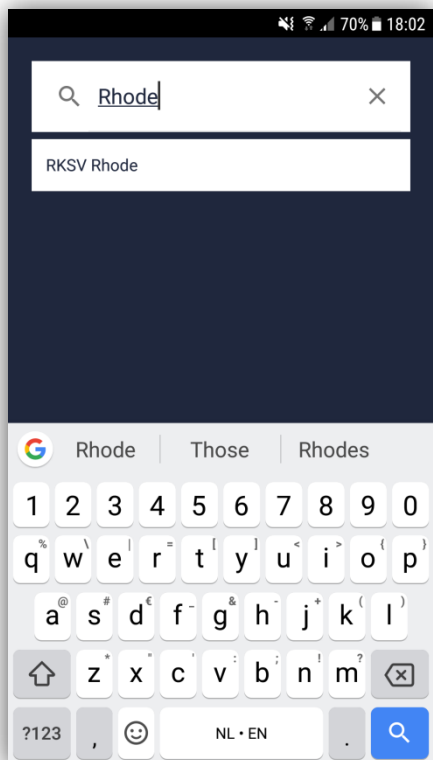 70% 18:02
Rhode
RKSV Rhode
G Rhode Those Rhodes
1 2 3 4 5 6 7 8 9 0
q% w\ e| r= t[ y] u< i> o{ p}
a@ s# d€ f- g& h- j+ k( l)
z* x" c' v: b; n! m?
?123 , NL • EN .